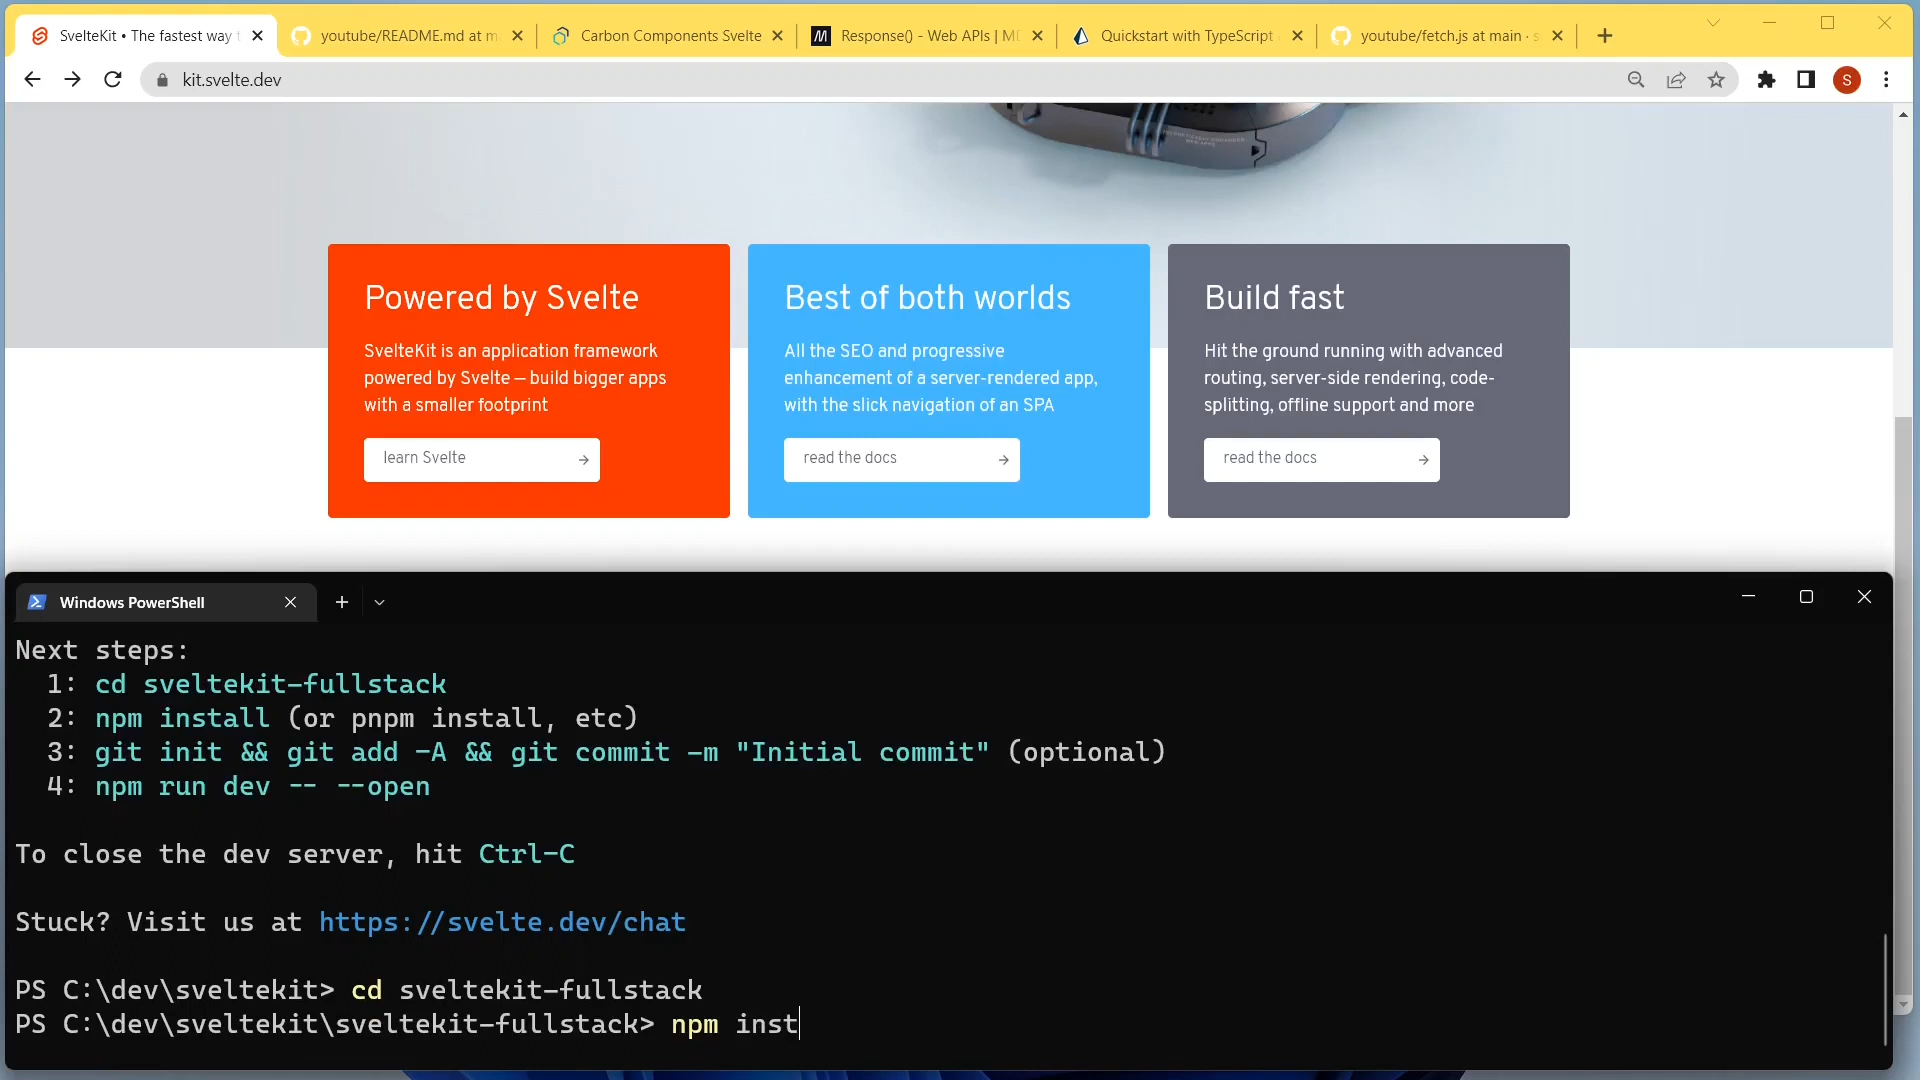 SvelteKit • The fastest way t
youtube/README.md at m
Carbon Components Svelte
Response() - Web APIs | M
Quickstart with TypeScript
youtube/fetch.js at main · s
kit.svelte.dev
S
Powered by Svelte
SvelteKit is an application framework
powered by Svelte — build bigger apps
with a smaller footprint
learn Svelte
Best of both worlds
All the SEO and progressive
enhancement of a server-rendered app,
with the slick navigation of an SPA
read the docs
Build fast
Hit the ground running with advanced
routing, server-side rendering, code-
splitting, offline support and more
read the docs
Windows PowerShell
Next steps:
1: cd sveltekit-fullstack
2: npm install (or pnpm install, etc)
3: git init && git add -A && git commit -m "Initial commit" (optional)
4: npm run dev -- --open
To close the dev server, hit Ctrl-C
Stuck? Visit us at https://svelte.dev/chat
PS C:\dev\sveltekit> cd sveltekit-fullstack
PS C:\dev\sveltekit\sveltekit-fullstack> npm inst